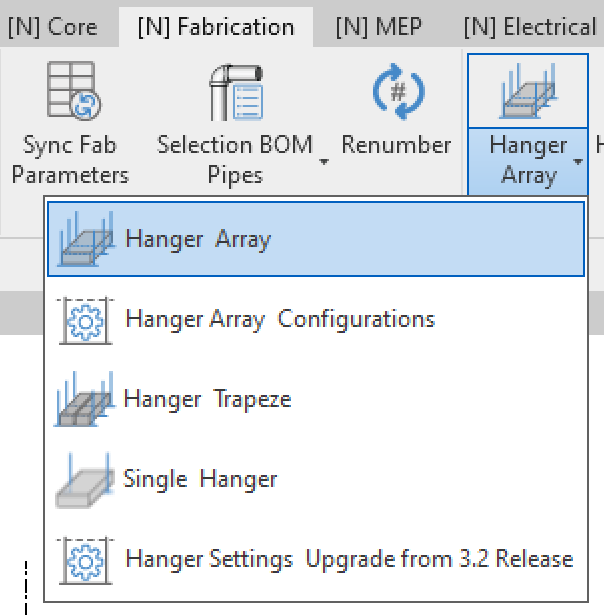 [N] Core [N] Fabrication [N] MEP [N] Electrical
Sync Fab Parameters
Selection BOM Pipes
#
Renumber
Hanger Array
H
Hanger Array
Hanger Array Configurations
Hanger Trapeze
Single Hanger
Hanger Settings Upgrade from 3.2 Release